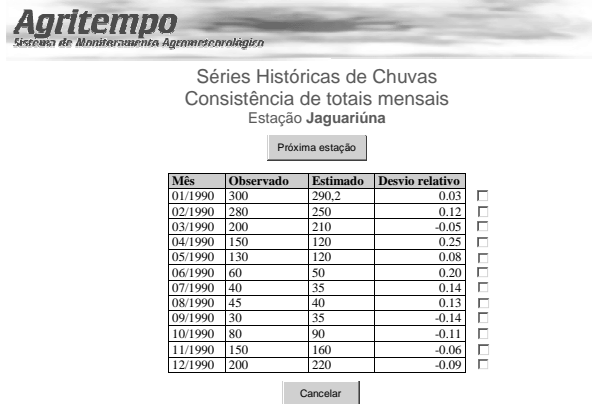 Agritempo
Sistema de Monitoramento Agrometeorológico
Séries Históricas de Chuvas
Consistência de totais mensais
Estação Jaguariúna
Próxima estação
Mês Observado Estimado Desvio relativo
01/1990 300 290,2 0.03
02/1990 280 250 0.12
03/1990 200 210 -0.05
04/1990 150 120 0.25
05/1990 130 120 0.08
06/1990 60 50 0.20
07/1990 40 35 0.14
08/1990 45 40 0.13
09/1990 30 35 -0.14
10/1990 80 90 -0.11
11/1990 150 160 -0.06
12/1990 200 220 -0.09
Cancelar